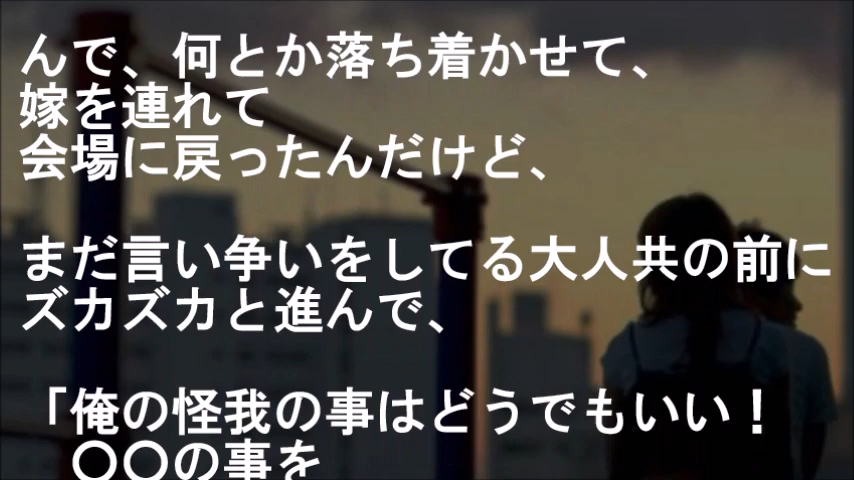 んで、何とか落ち着かせて、
嫁を連れて
会場に戻ったんだけど、
まだ言い争いをしてる大人共の前に
ズカズカと進んで、
「俺の怪我の事はどうでもいい！
〇〇の事を